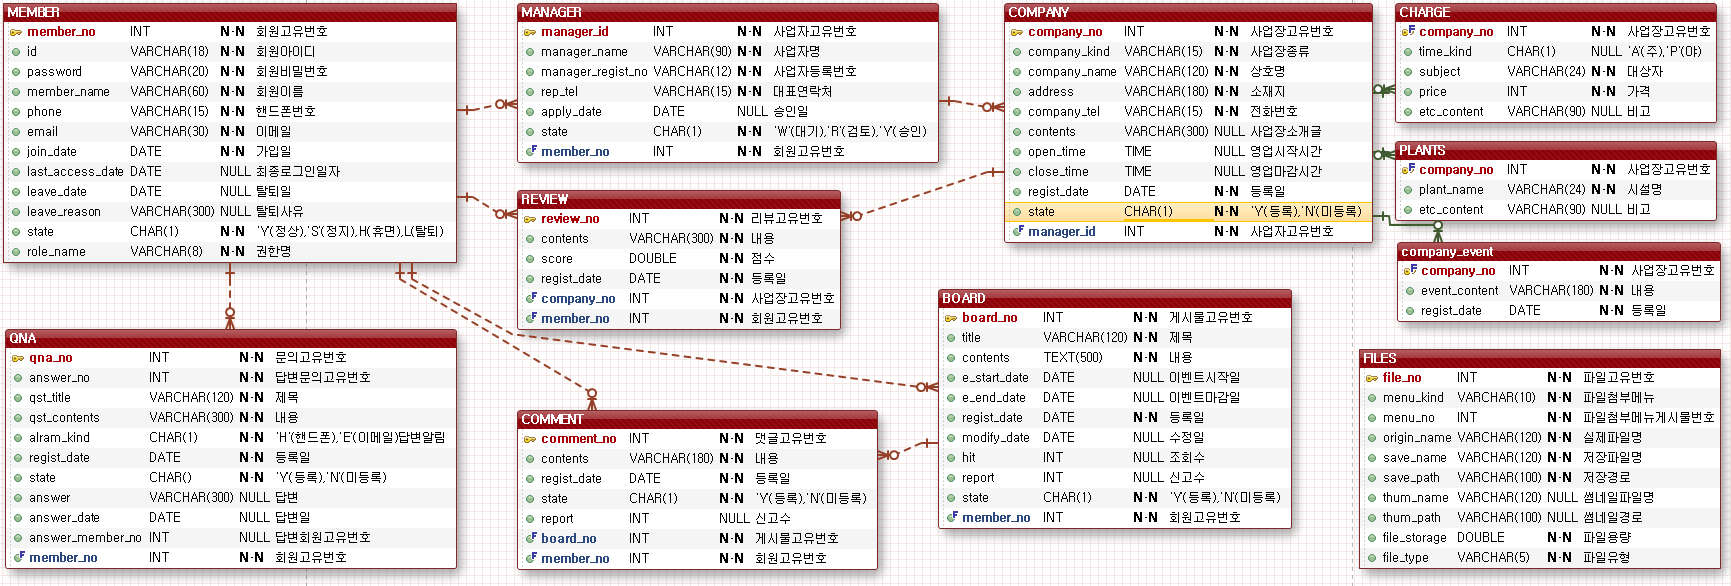 MEMBER
member_no INT N-N 회원고유번호
id VARCHAR(18) N-N 회원아이디
password VARCHAR(20) N-N 회원비밀번호
member_name VARCHAR(60) N-N 회원이름
phone VARCHAR(15) N-N 핸드폰번호
email VARCHAR(30) N-N 이메일
join_date DATE N-N 가입일
last_access_date DATE NULL 최종로그인일자
leave_date DATE NULL 탈퇴일
leave_reason VARCHAR(300) NULL 탈퇴사유
state CHAR(1) N-N 'Y'(정상),'S'(정지),H(휴면),L(탈퇴)
role_name VARCHAR(8) N-N 권한명
MANAGER
manager_id INT N-N 사업자고유번호
manager_name VARCHAR(90) N-N 사업자명
manager_regist_no VARCHAR(12) N-N 사업자등록번호
rep_tel VARCHAR(15) N-N 대표연락처
apply_date DATE NULL 승인일
state CHAR(1) N-N 'W'(대기),'R'(검토),'Y'(승인)
member_no INT N-N 회원고유번호
COMPANY
company_no INT N-N 사업장고유번호
company_kind VARCHAR(15) N-N 사업장종류
company_name VARCHAR(120) N-N 상호명
address VARCHAR(180) N-N 소재지
company_tel VARCHAR(15) N-N 전화번호
contents VARCHAR(300) NULL 사업장소개글
open_time TIME NULL 영업시작시간
close_time TIME NULL 영업마감시간
regist_date DATE N-N 등록일
state CHAR(1) N-N 'Y'(등록),'N'(미등록)
manager_id INT N-N 사업자고유번호
CHARGE
company_no INT N-N 사업장고유번호
time_kind CHAR(1) NULL 'A'(주),'P'(야)
subject VARCHAR(24) N-N 대상자
price INT N-N 가격
etc_content VARCHAR(90) NULL 비고
PLANTS
company_no INT N-N 사업장고유번호
plant_name VARCHAR(24) N-N 시설명
etc_content VARCHAR(90) NULL 비고
company_event
company_no INT N-N 사업장고유번호
event_content VARCHAR(180) N-N 내용
regist_date DATE N-N 등록일
REVIEW
review_no INT N-N 리뷰고유번호
contents VARCHAR(300) N-N 내용
score DOUBLE N-N 점수
regist_date DATE N-N 등록일
company_no INT N-N 사업장고유번호
member_no INT N-N 회원고유번호
QNA
qna_no INT N-N 문의고유번호
answer_no INT N-N 답변문의고유번호
qst_title VARCHAR(120) N-N 제목
qst_contents VARCHAR(300) N-N 내용
alram_kind CHAR(1) N-N 'H'(핸드폰),'E'(이메일)답변알림
regist_date DATE N-N 등록일
state CHAR() N-N 'Y'(등록),'N'(미등록)
answer VARCHAR(300) NULL 답변
answer_date DATE NULL 답변일
answer_member_no INT NULL 답변회원고유번호
member_no INT N-N 회원고유번호
COMMENT
comment_no INT N-N 댓글고유번호
contents VARCHAR(180) N-N 내용
regist_date DATE N-N 등록일
state CHAR(1) N-N 'Y'(등록),'N'(미등록)
report INT NULL 신고수
board_no INT N-N 게시물고유번호
member_no INT N-N 회원고유번호
BOARD
board_no INT N-N 게시물고유번호
title VARCHAR(120) N-N 제목
contents TEXT(500) N-N 내용
e_start_date DATE NULL 이벤트시작일
e_end_date DATE NULL 이벤트마감일
regist_date DATE N-N 등록일
modify_date DATE NULL 수정일
hit INT N-N 조회수
report INT NULL 신고수
state CHAR(1) N-N 'Y'(등록),'N'(미등록)
member_no INT N-N 회원고유번호
FILES
file_no INT N-N 파일고유번호
menu_kind VARCHAR(10) N-N 파일첨부메뉴
menu_no INT N-N 파일첨부메뉴게시물번호
origin_name VARCHAR(120) N-N 실제파일명
save_name VARCHAR(120) N-N 저장파일명
save_path VARCHAR(100) N-N 저장경로
thum_name VARCHAR(120) NULL 썸네일파일명
thum_path VARCHAR(100) NULL 썸네일경로
file_storage DOUBLE N-N 파일용량
file_type VARCHAR(5) N-N 파일유형